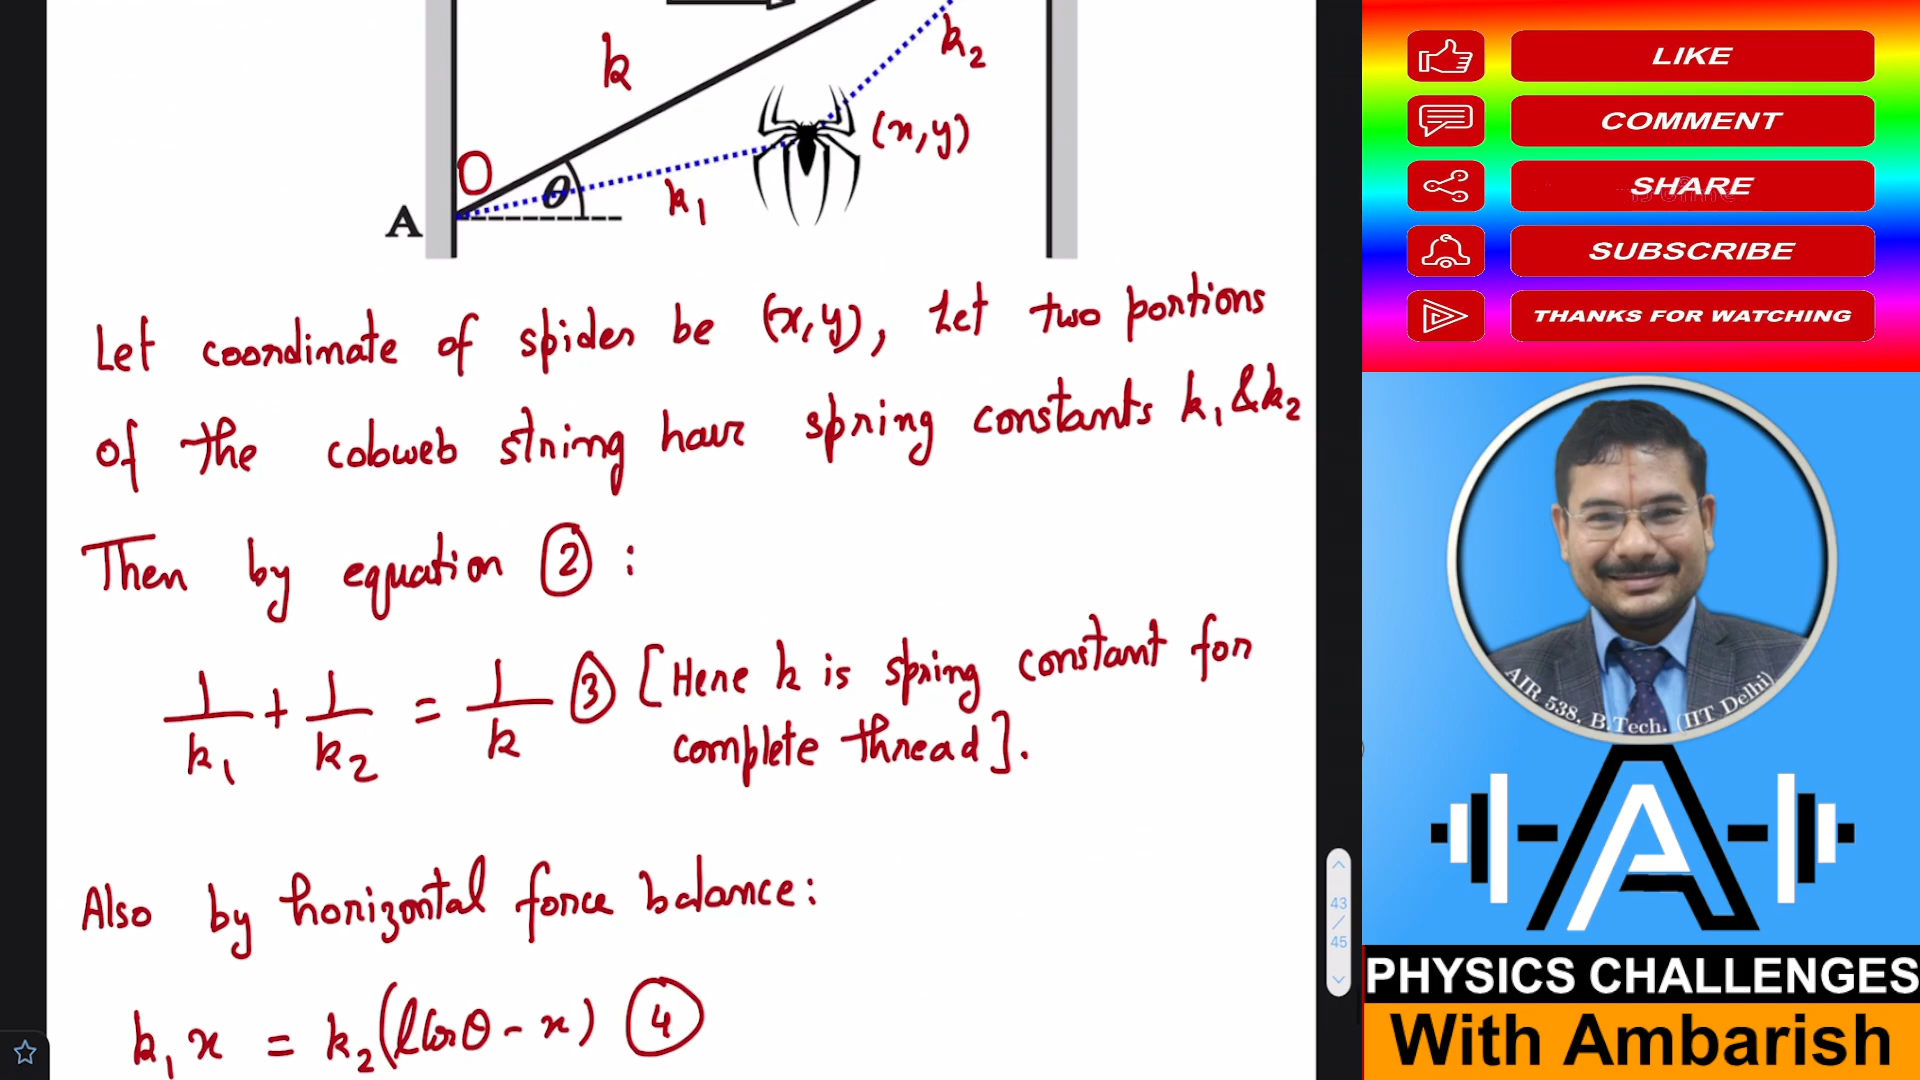 k
k₂
(x,y)
O
θ
k₁
A
Let coordinate of spider be (x,y), Let two portions
of the cobweb string have spring constants k₁ & k₂
Then by equation ② :
1/k₁ + 1/k₂ = 1/k ③ [Here k is spring constant for
complete thread].
Also by horizontal force balance:
k₁x = k₂(lcosθ - x) ④
43
/
45
LIKE
COMMENT
SHARE
SUBSCRIBE
THANKS FOR WATCHING
AIR 538, B.Tech. (IIT Delhi)
A
PHYSICS CHALLENGES
With Ambarish